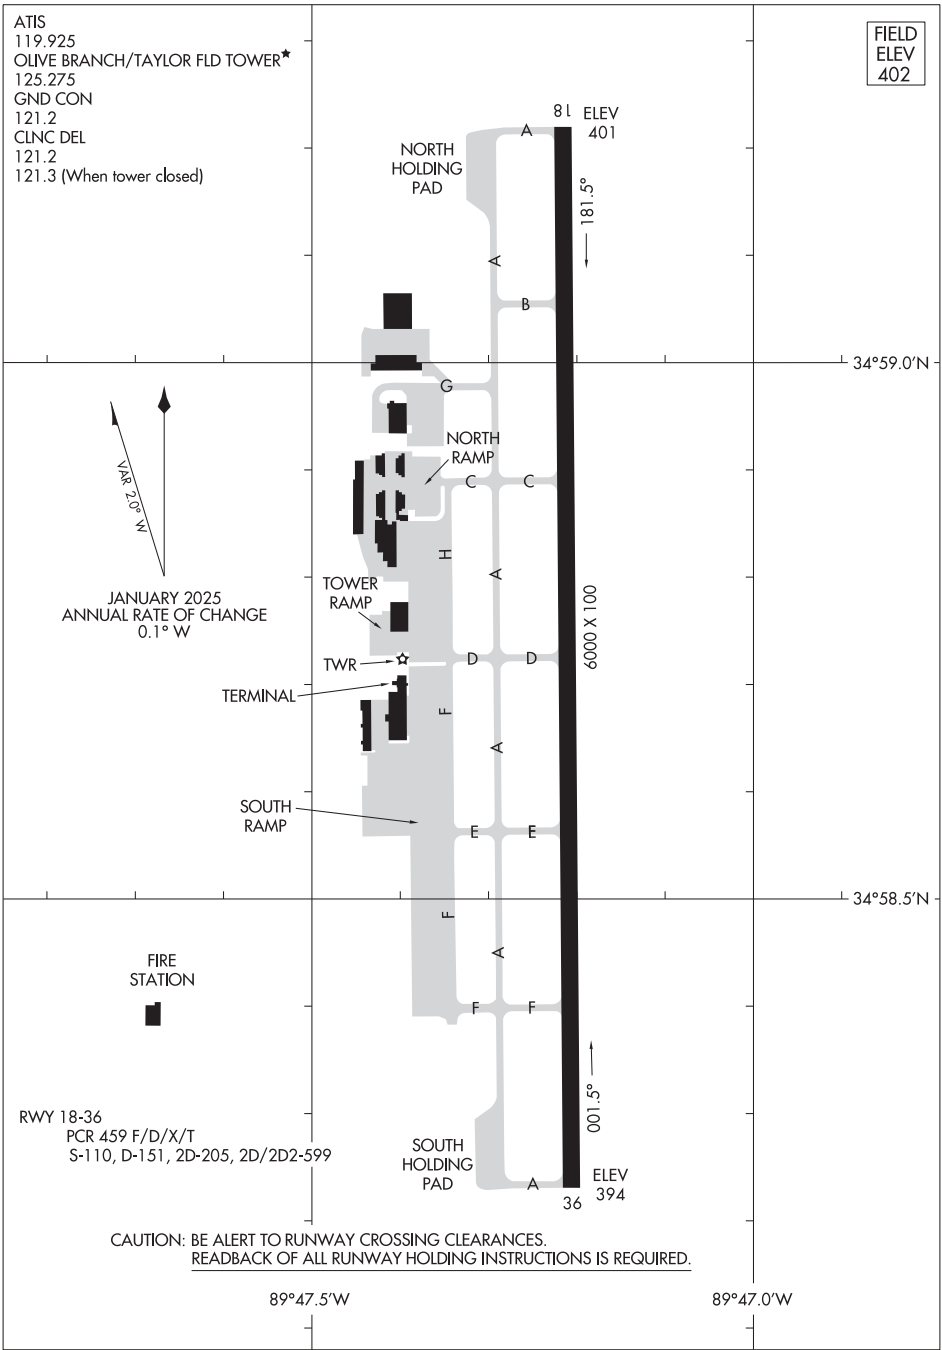 ATIS
119.925
OLIVE BRANCH/TAYLOR FLD TOWER★
125.275
GND CON
121.2
CLNC DEL
121.2
121.3 (When tower closed)
FIELD
ELEV
402
18
ELEV
401
A
NORTH
HOLDING
PAD
181.5°
A
B
34°59.0'N
G
NORTH
RAMP
C
C
VAR 2.0° W
H
A
JANUARY 2025
ANNUAL RATE OF CHANGE
0.1° W
TOWER
RAMP
6000 X 100
TWR
D
D
TERMINAL
F
A
SOUTH
RAMP
E
E
34°58.5'N
F
A
FIRE
STATION
F
F
001.5°
RWY 18-36
PCR 459 F/D/X/T
S-110, D-151, 2D-205, 2D/2D2-599
SOUTH
HOLDING
PAD
A
36
ELEV
394
CAUTION: BE ALERT TO RUNWAY CROSSING CLEARANCES.
READBACK OF ALL RUNWAY HOLDING INSTRUCTIONS IS REQUIRED.
89°47.5'W
89°47.0'W